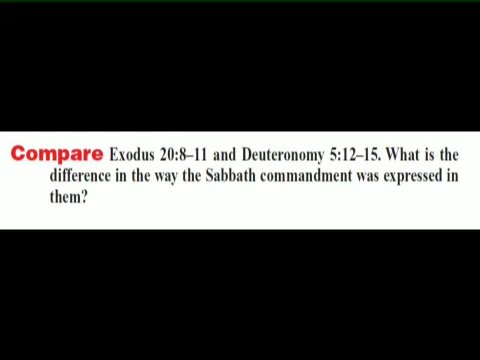 Compare Exodus 20:8–11 and Deuteronomy 5:12–15. What is the
difference in the way the Sabbath commandment was expressed in
them?